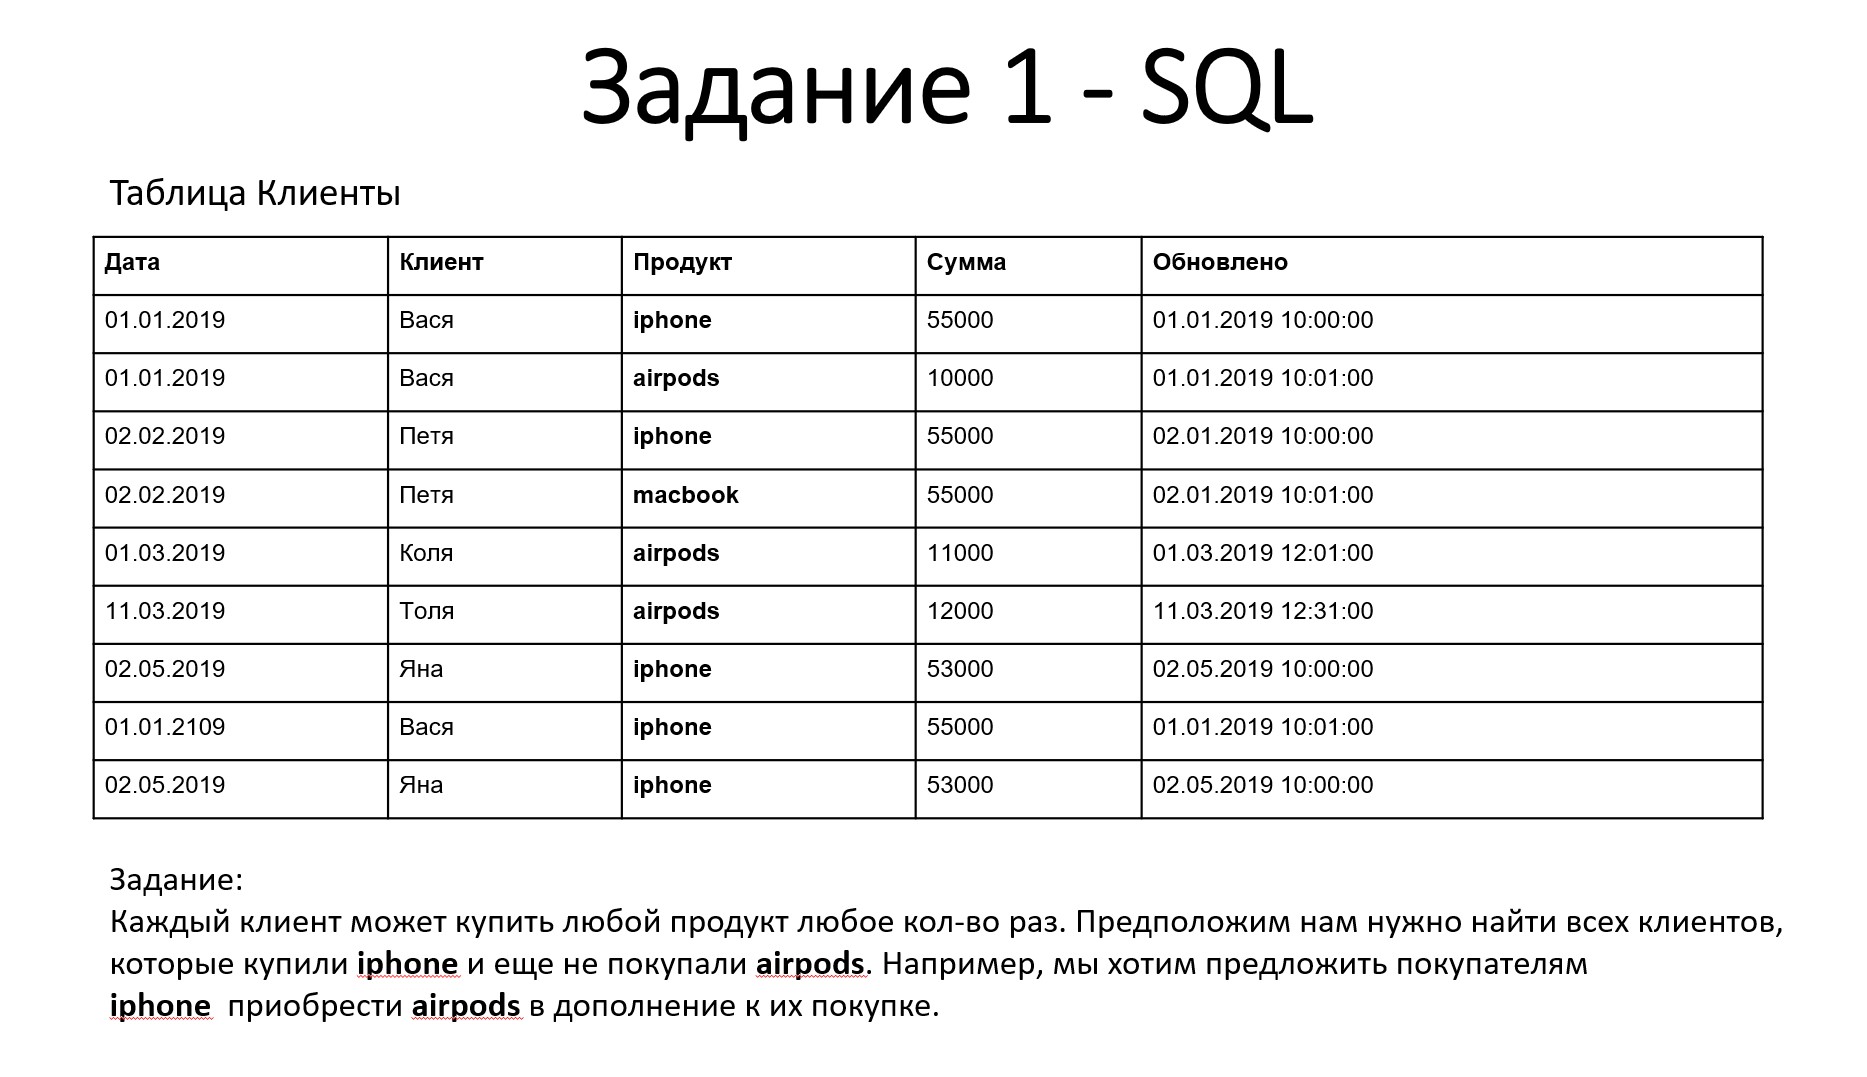 Задание 1 - SQL
Таблица Клиенты
Дата Клиент Продукт Сумма Обновлено
01.01.2019 Вася iphone 55000 01.01.2019 10:00:00
01.01.2019 Вася airpods 10000 01.01.2019 10:01:00
02.02.2019 Петя iphone 55000 02.01.2019 10:00:00
02.02.2019 Петя macbook 55000 02.01.2019 10:01:00
01.03.2019 Коля airpods 11000 01.03.2019 12:01:00
11.03.2019 Толя airpods 12000 11.03.2019 12:31:00
02.05.2019 Яна iphone 53000 02.05.2019 10:00:00
01.01.2109 Вася iphone 55000 01.01.2019 10:01:00
02.05.2019 Яна iphone 53000 02.05.2019 10:00:00
Задание:
Каждый клиент может купить любой продукт любое кол-во раз. Предположим нам нужно найти всех клиентов,
которые купили iphone и еще не покупали airpods. Например, мы хотим предложить покупателям
iphone приобрести airpods в дополнение к их покупке.